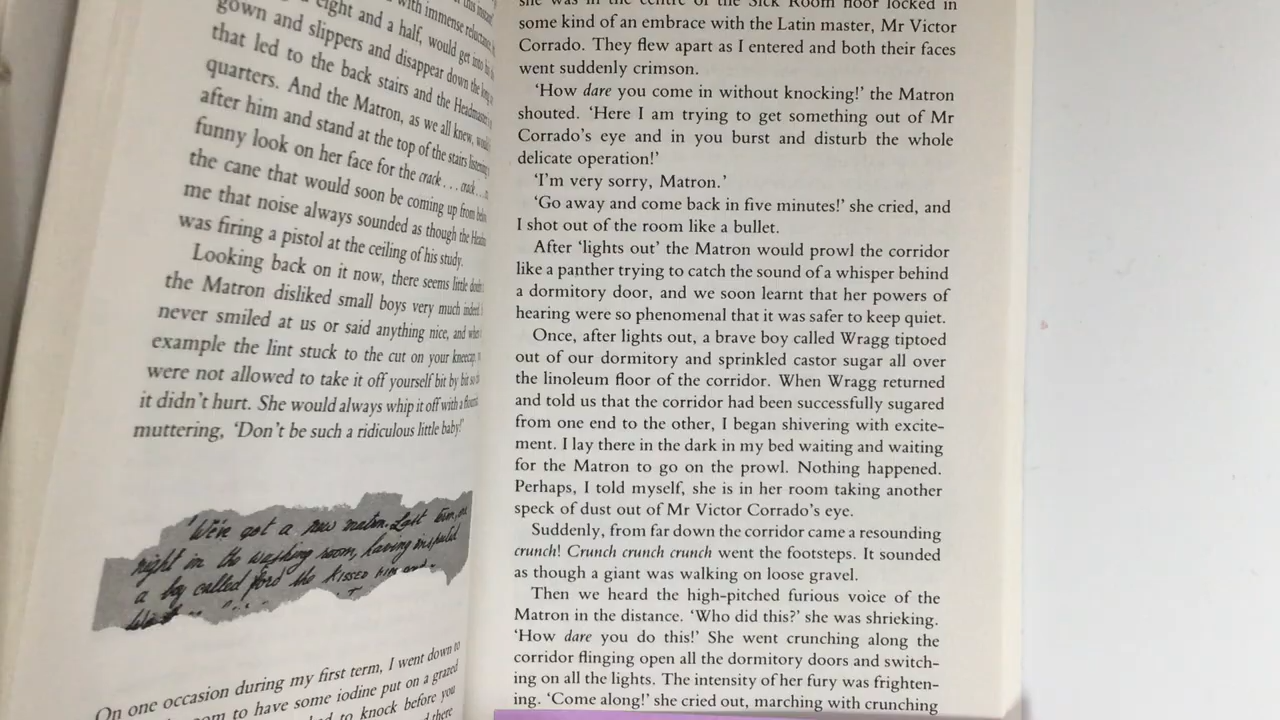 this instant
with immense reluctance,
eight and a half, would get into his
gown and slippers and disappear down the long
that led to the back stairs and the Headmaster's
quarters. And the Matron, as we all knew, would
after him and stand at the top of the stairs listening
funny look on her face for the crack . . . crack . . .
the cane that would soon be coming up from below
me that noise always sounded as though the Headm
was firing a pistol at the ceiling of his study.
Looking back on it now, there seems little doubt
the Matron disliked small boys very much indeed.
never smiled at us or said anything nice, and when
example the lint stuck to the cut on your kneecap,
were not allowed to take it off yourself bit by bit so
it didn't hurt. She would always whip it off with a flourish
muttering, 'Don't be such a ridiculous little baby!'
'We've got a new matron. Last term,
night in the washing room, having inspected
a boy called Ford she kissed him
On one occasion during my first term, I went down to
to have some iodine put on a grazed
to knock before you
there
she was in the centre of the Sick Room floor locked in
some kind of an embrace with the Latin master, Mr Victor
Corrado. They flew apart as I entered and both their faces
went suddenly crimson.
'How dare you come in without knocking!' the Matron
shouted. 'Here I am trying to get something out of Mr
Corrado's eye and in you burst and disturb the whole
delicate operation!'
'I'm very sorry, Matron.'
'Go away and come back in five minutes!' she cried, and
I shot out of the room like a bullet.
After 'lights out' the Matron would prowl the corridor
like a panther trying to catch the sound of a whisper behind
a dormitory door, and we soon learnt that her powers of
hearing were so phenomenal that it was safer to keep quiet.
Once, after lights out, a brave boy called Wragg tiptoed
out of our dormitory and sprinkled castor sugar all over
the linoleum floor of the corridor. When Wragg returned
and told us that the corridor had been successfully sugared
from one end to the other, I began shivering with excite-
ment. I lay there in the dark in my bed waiting and waiting
for the Matron to go on the prowl. Nothing happened.
Perhaps, I told myself, she is in her room taking another
speck of dust out of Mr Victor Corrado's eye.
Suddenly, from far down the corridor came a resounding
crunch! Crunch crunch crunch went the footsteps. It sounded
as though a giant was walking on loose gravel.
Then we heard the high-pitched furious voice of the
Matron in the distance. 'Who did this?' she was shrieking.
'How dare you do this!' She went crunching along the
corridor flinging open all the dormitory doors and switch-
ing on all the lights. The intensity of her fury was frighten-
ing. 'Come along!' she cried out, marching with crunching